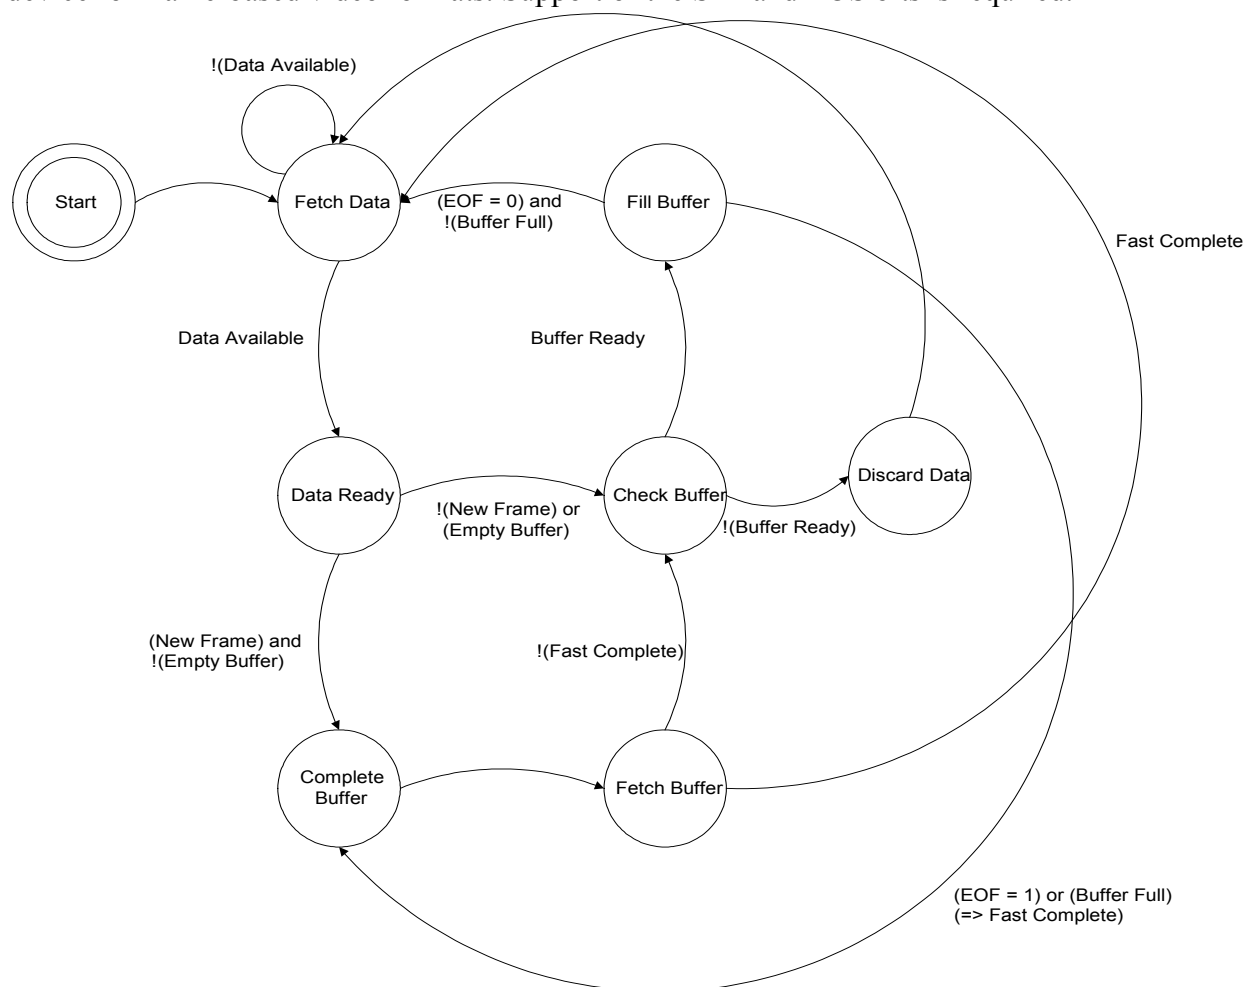 !(Data Available)
Start
Fetch Data
(EOF = 0) and
!(Buffer Full)
Fill Buffer
Fast Complete
Data Available
Buffer Ready
Data Ready
!(New Frame) or
(Empty Buffer)
Check Buffer
!(Buffer Ready)
Discard Data
(New Frame) and
!(Empty Buffer)
!(Fast Complete)
Complete
Buffer
Fetch Buffer
(EOF = 1) or (Buffer Full)
(=> Fast Complete)